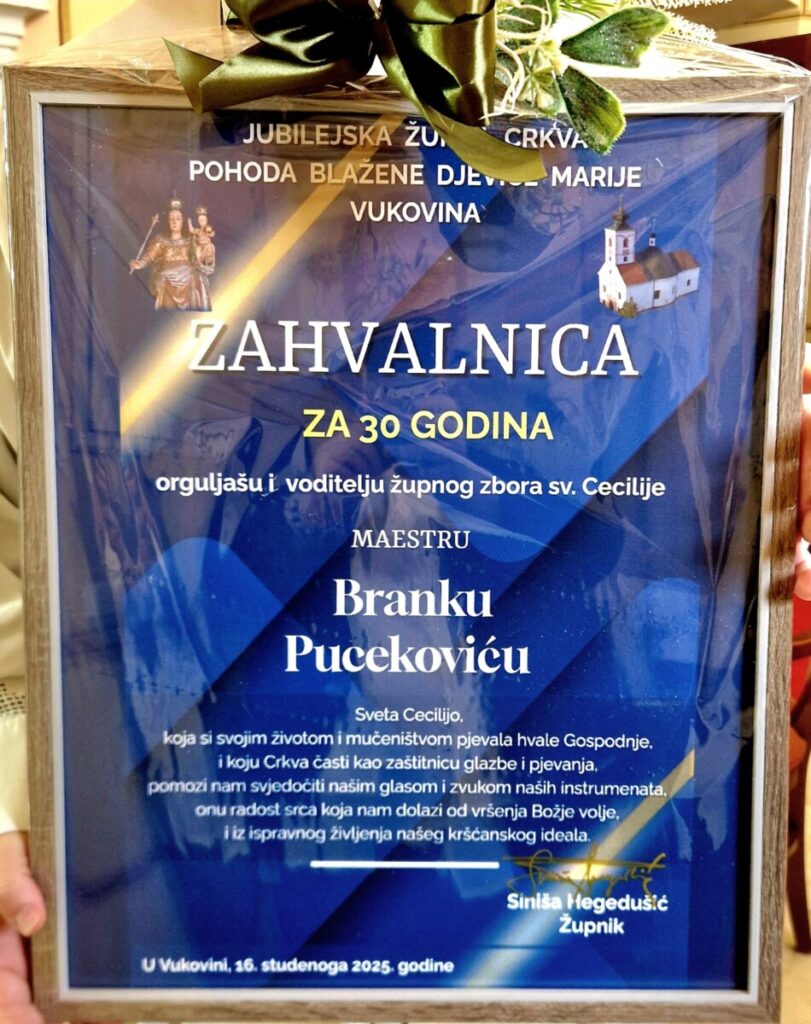 JUBILEJSKA CRKVA
POHODA BLAŽENE DJEVICE MARIJE
VUKOVINA
ZAHVALNICA
ZA 30 GODINA
orguljašu i voditelju župnog zbora sv. Cecilije
MAESTRU
Branku
Pucekoviću
Sveta Cecilijo,
koja si svojim životom i mučeništvom pjevala hvale Gospodnje,
i koju Crkva časti kao zaštitnicu glazbe i pjevanja,
pomozi nam svjedočiti našim glasom i zvukom naših instrumenata,
onu radost srca koja nam dolazi od vršenja Božje volje,
i iz ispravnog življenja našeg kršćanskog ideala.
Siniša Hegedušić
Župnik
U Vukovini, 16. studenoga 2025. godine